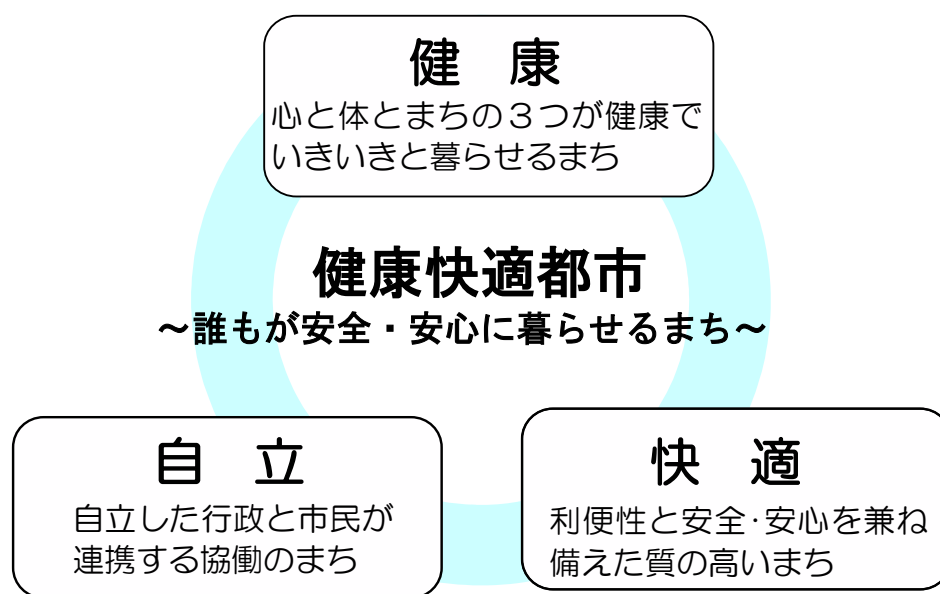 健　康
心と体とまちの３つが健康で
いきいきと暮らせるまち
健康快適都市
～誰もが安全・安心に暮らせるまち～
自　立
自立した行政と市民が
連携する協働のまち
快　適
利便性と安全･安心を兼ね
備えた質の高いまち